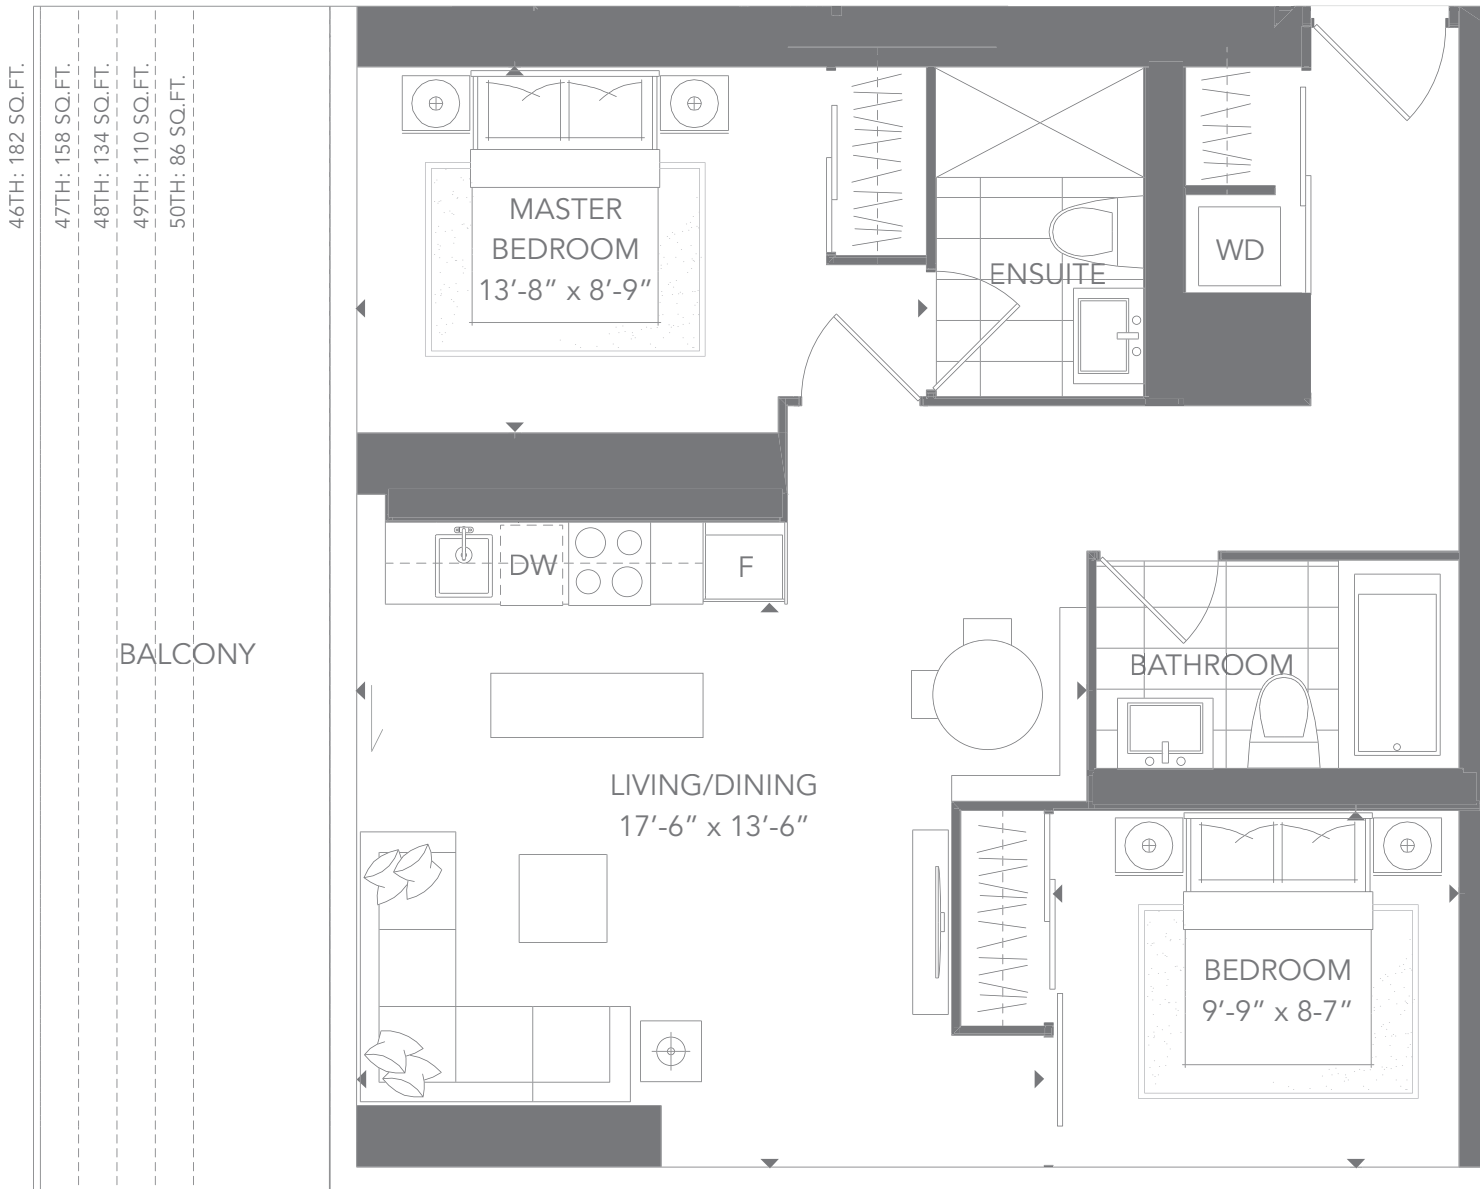 46TH: 182 SQ.FT.
47TH: 158 SQ.FT.
48TH: 134 SQ.FT.
49TH: 110 SQ.FT.
50TH: 86 SQ.FT.
BALCONY
MASTER
BEDROOM
13’-8” x 8’-9”
ENSUITE
WD
DW
F
BATHROOM
LIVING/DINING
17’-6” x 13’-6”
BEDROOM
9’-9” x 8-7”